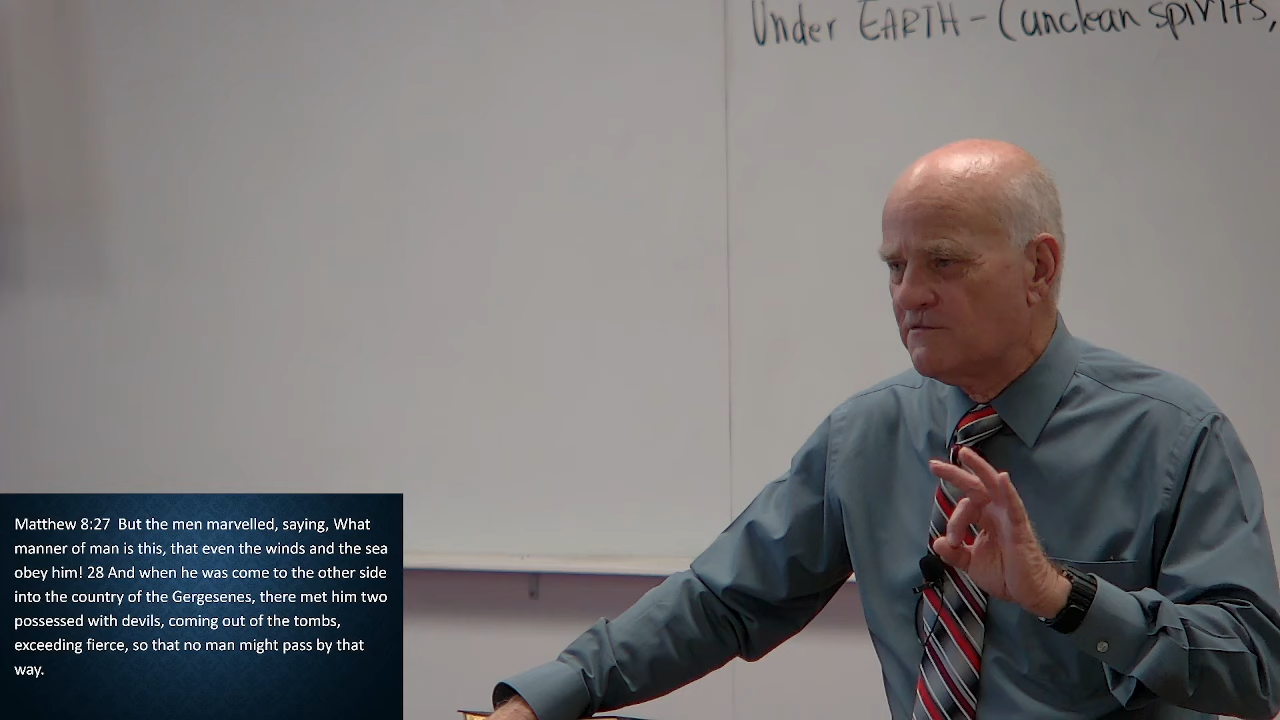 Under EARTH - (unclean spirits,
Matthew 8:27 But the men marvelled, saying, What
manner of man is this, that even the winds and the sea
obey him! 28 And when he was come to the other side
into the country of the Gergesenes, there met him two
possessed with devils, coming out of the tombs,
exceeding fierce, so that no man might pass by that
way.